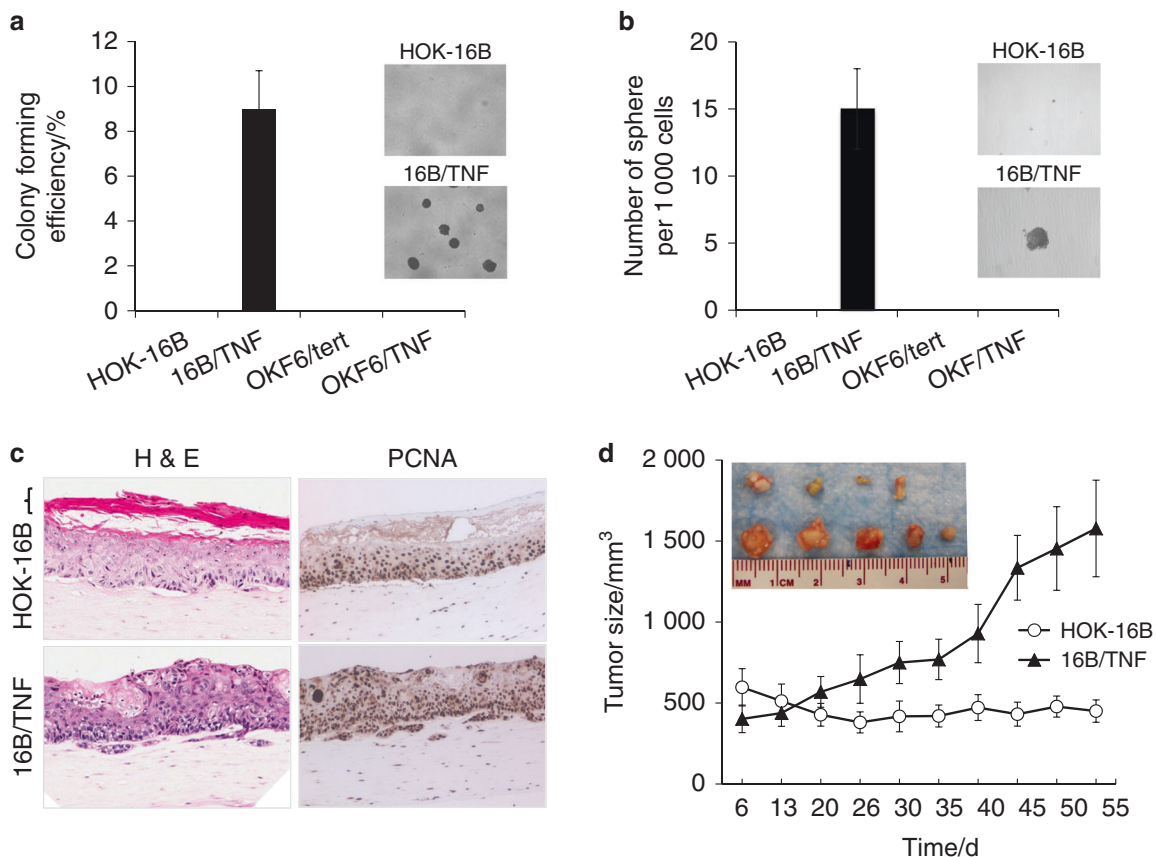 a
12
10
8
6
4
2
0
Colony forming
efficiency/%
HOK-16B
16B/TNF
OKF6/tert
OKF6/TNF
HOK-16B
16B/TNF
b
20
15
10
5
0
Number of sphere
per 1 000 cells
HOK-16B
16B/TNF
OKF6/tert
OKF/TNF
HOK-16B
16B/TNF
c
H & E
PCNA
HOK-16B
16B/TNF
d
2 000
1 500
1 000
500
0
Tumor size/mm³
MM 1 CM 2 3 4 5
HOK-16B
16B/TNF
6 13 20 26 30 35 40 44 50 55
Time/d